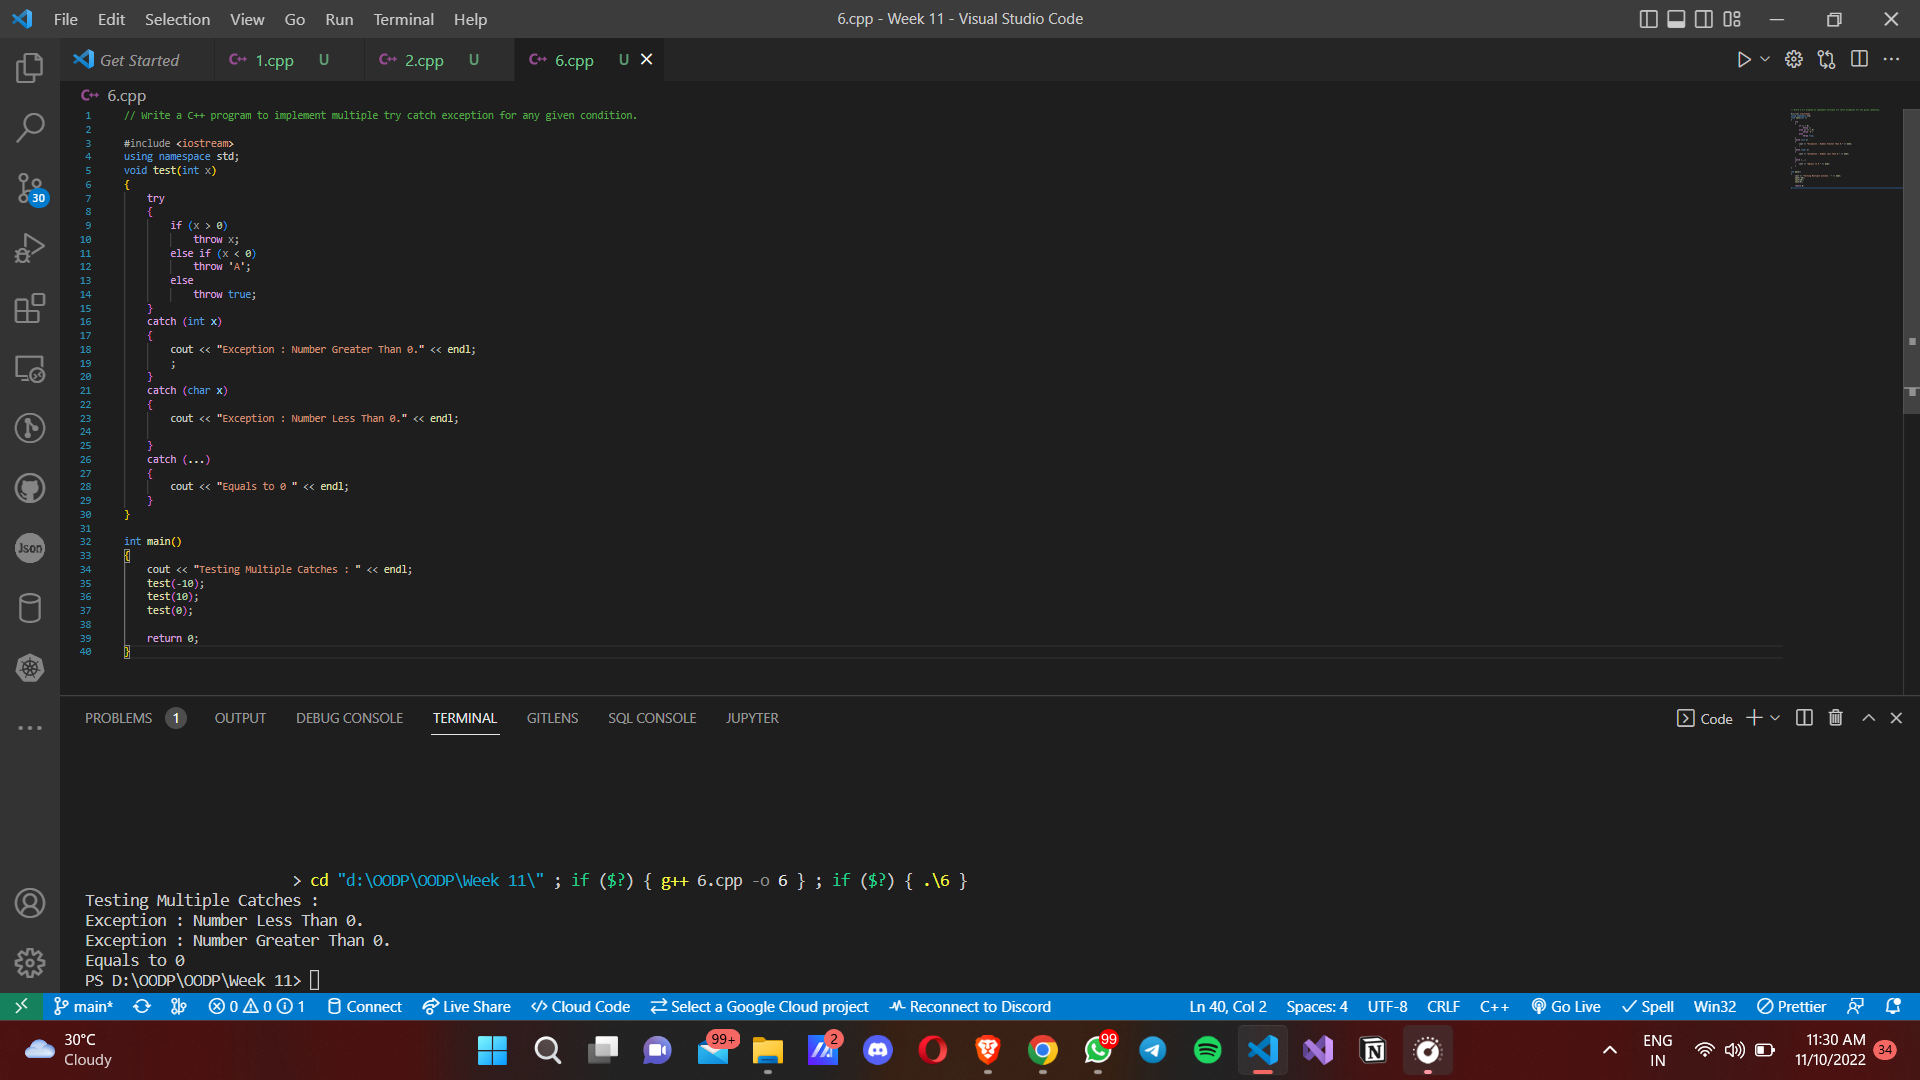 File Edit Selection View Go Run Terminal Help
6.cpp - Week 11 - Visual Studio Code
Get Started
C++ 1.cpp U
C++ 2.cpp U
C++ 6.cpp U
C++ 6.cpp
1 // Write a C++ program to implement multiple try catch exception for any given condition.
2
3 #include <iostream>
4 using namespace std;
5 void test(int x)
6 {
7 try
8 {
9 if (x > 0)
10 throw x;
11 else if (x < 0)
12 throw 'A';
13 else
14 throw true;
15 }
16 catch (int x)
17 {
18 cout << "Exception : Number Greater Than 0." << endl;
19 ;
20 }
21 catch (char x)
22 {
23 cout << "Exception : Number Less Than 0." << endl;
24
25 }
26 catch (...)
27 {
28 cout << "Equals to 0 " << endl;
29 }
30 }
31
32 int main()
33 {
34 cout << "Testing Multiple Catches : " << endl;
35 test(-10);
36 test(10);
37 test(0);
38
39 return 0;
40 }
30
Json
PROBLEMS 1 OUTPUT DEBUG CONSOLE TERMINAL GITLENS SQL CONSOLE JUPYTER
Code
> cd "d:\OODP\OODP\Week 11\" ; if ($?) { g++ 6.cpp -o 6 } ; if ($?) { .\6 }
Testing Multiple Catches :
Exception : Number Less Than 0.
Exception : Number Greater Than 0.
Equals to 0
PS D:\OODP\OODP\Week 11>
main* 0 0 1 Connect Live Share Cloud Code Select a Google Cloud project Reconnect to Discord
Ln 40, Col 2 Spaces: 4 UTF-8 CRLF C++ Go Live Spell Win32 Prettier
30°C
Cloudy
99+
2
99
ENG
IN
11:30 AM
11/10/2022
34